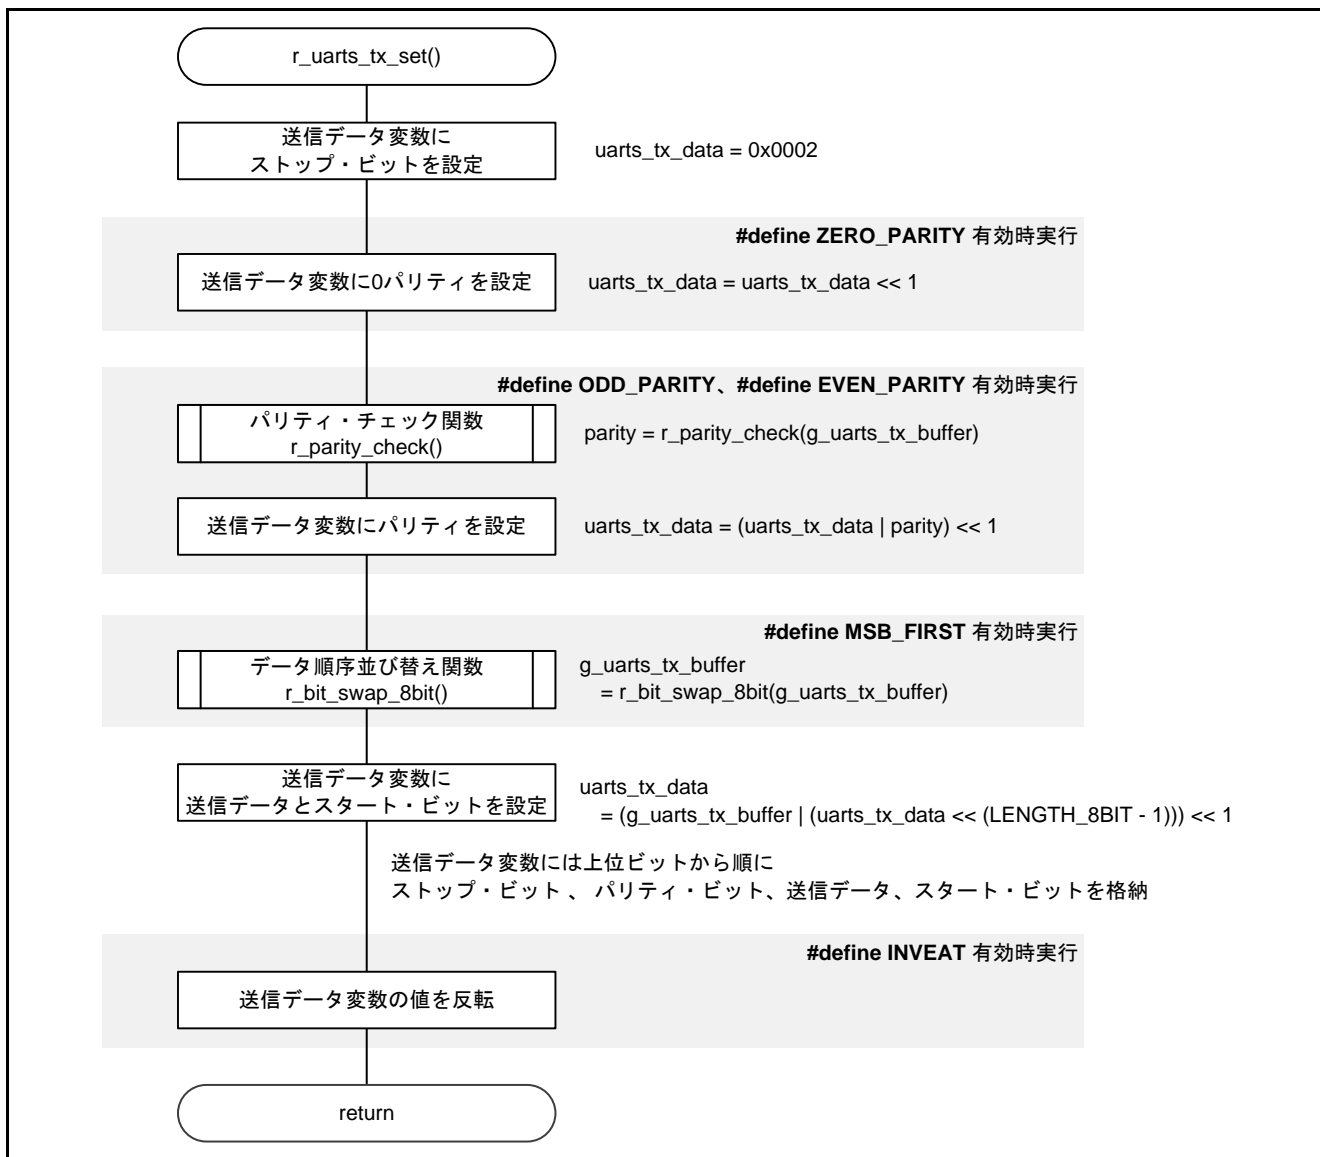 r_uarts_tx_set()
送信データ変数に
ストップ・ビットを設定
uarts_tx_data = 0x0002
#define ZERO_PARITY 有効時実行
送信データ変数に0パリティを設定
uarts_tx_data = uarts_tx_data << 1
#define ODD_PARITY、#define EVEN_PARITY 有効時実行
パリティ・チェック関数
r_parity_check()
parity = r_parity_check(g_uarts_tx_buffer)
送信データ変数にパリティを設定
uarts_tx_data = (uarts_tx_data | parity) << 1
#define MSB_FIRST 有効時実行
データ順序並び替え関数
r_bit_swap_8bit()
g_uarts_tx_buffer
= r_bit_swap_8bit(g_uarts_tx_buffer)
送信データ変数に
送信データとスタート・ビットを設定
uarts_tx_data
= (g_uarts_tx_buffer | (uarts_tx_data << (LENGTH_8BIT - 1))) << 1
送信データ変数には上位ビットから順に
ストップ・ビット 、 パリティ・ビット、送信データ、スタート・ビットを格納
#define INVEAT 有効時実行
送信データ変数の値を反転
return